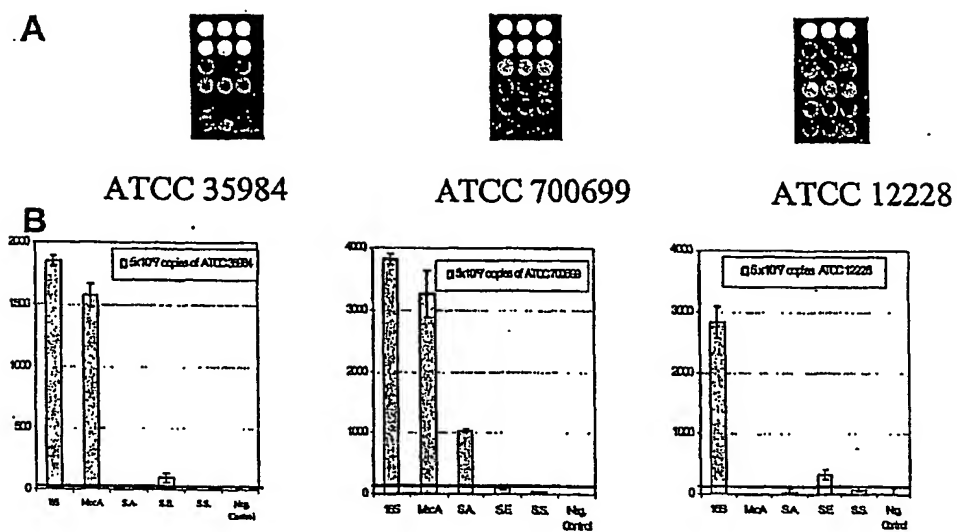 A
ATCC 35984
ATCC 700699
ATCC 12228
B
2000
1500
1000
500
0
16S
MecA
S.A.
S.E.
S.S.
Neg.
Control
4000
3000
2000
1000
0
16S
MecA
S.A.
S.E.
S.S.
Neg.
Control
4000
3000
2000
1000
0
16S
MecA
S.A.
S.E.
S.S.
Neg.
Control